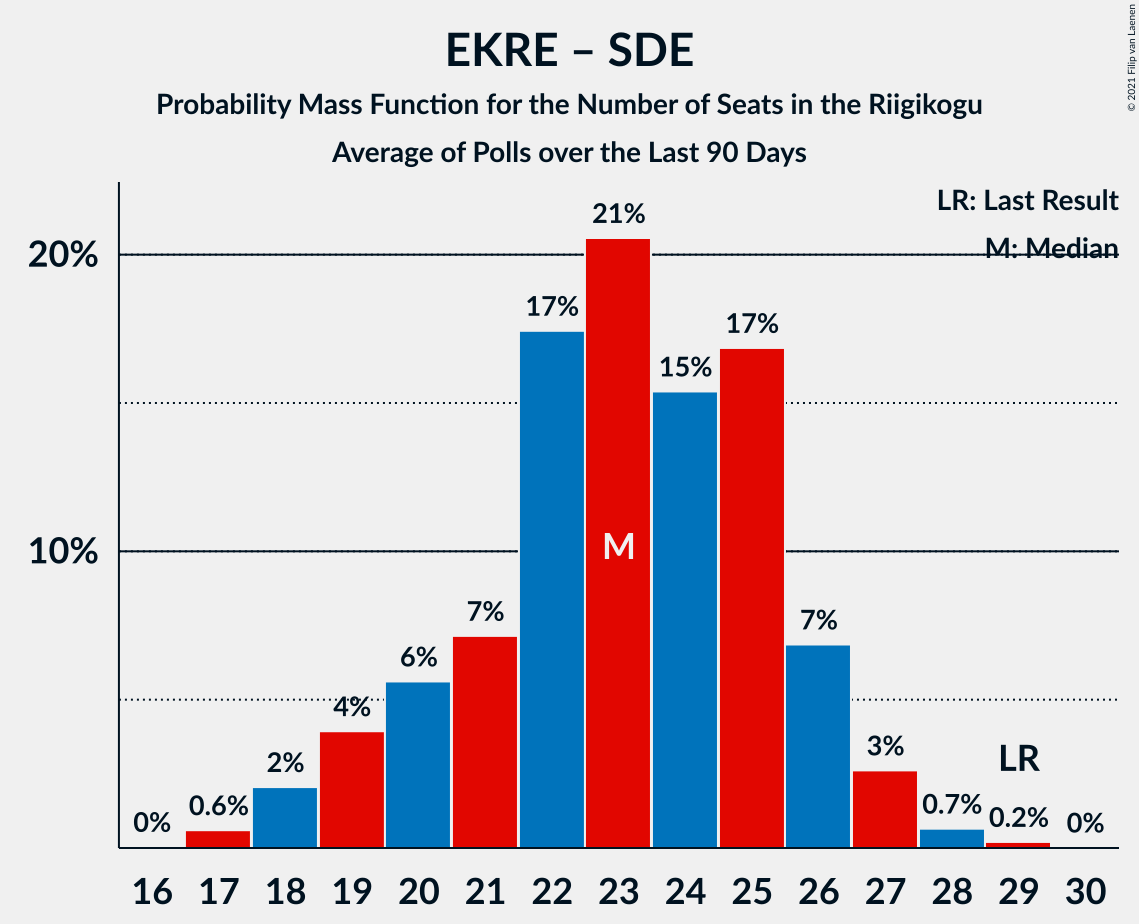 EKRE – SDE
Probability Mass Function for the Number of Seats in the Riigikogu
Average of Polls over the Last 90 Days
© 2021 Filip van Laenen
LR: Last Result
M: Median
20%
10%
0%
0.6%
2%
4%
6%
7%
17%
21%
15%
17%
7%
3%
0.7%
0.2%
0%
M
LR
16 17 18 19 20 21 22 23 24 25 26 27 28 29 30